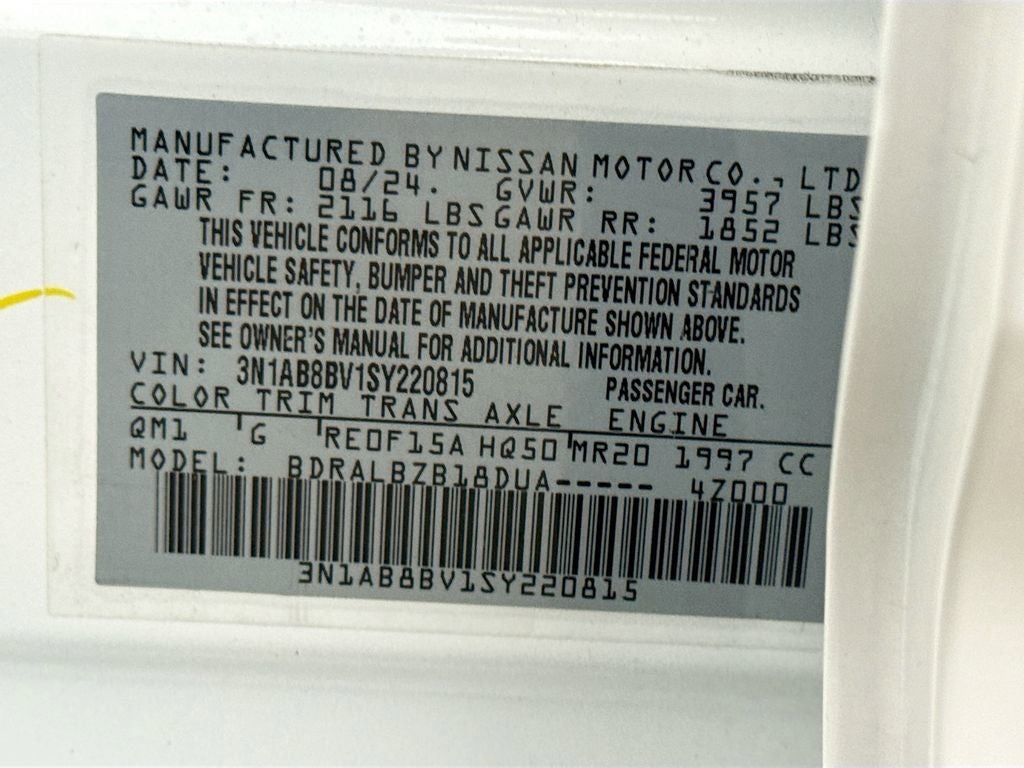 MANUFACTURED BY NISSAN MOTOR CO., LTD
DATE: 08/24. GVWR: 3957 LBS
GAWR FR: 2116 LBS GAWR RR: 1852 LBS
THIS VEHICLE CONFORMS TO ALL APPLICABLE FEDERAL MOTOR
VEHICLE SAFETY, BUMPER AND THEFT PREVENTION STANDARDS
IN EFFECT ON THE DATE OF MANUFACTURE SHOWN ABOVE.
SEE OWNER'S MANUAL FOR ADDITIONAL INFORMATION.
VIN: 3N1AB8BV1SY220815 PASSENGER CAR.
COLOR TRIM TRANS AXLE ENGINE
QM1 G RE0F15A HQ50 MR20 1997 CC
MODEL: BDRALBZB18DUA----- 4Z000
3N1AB8BV1SY220815